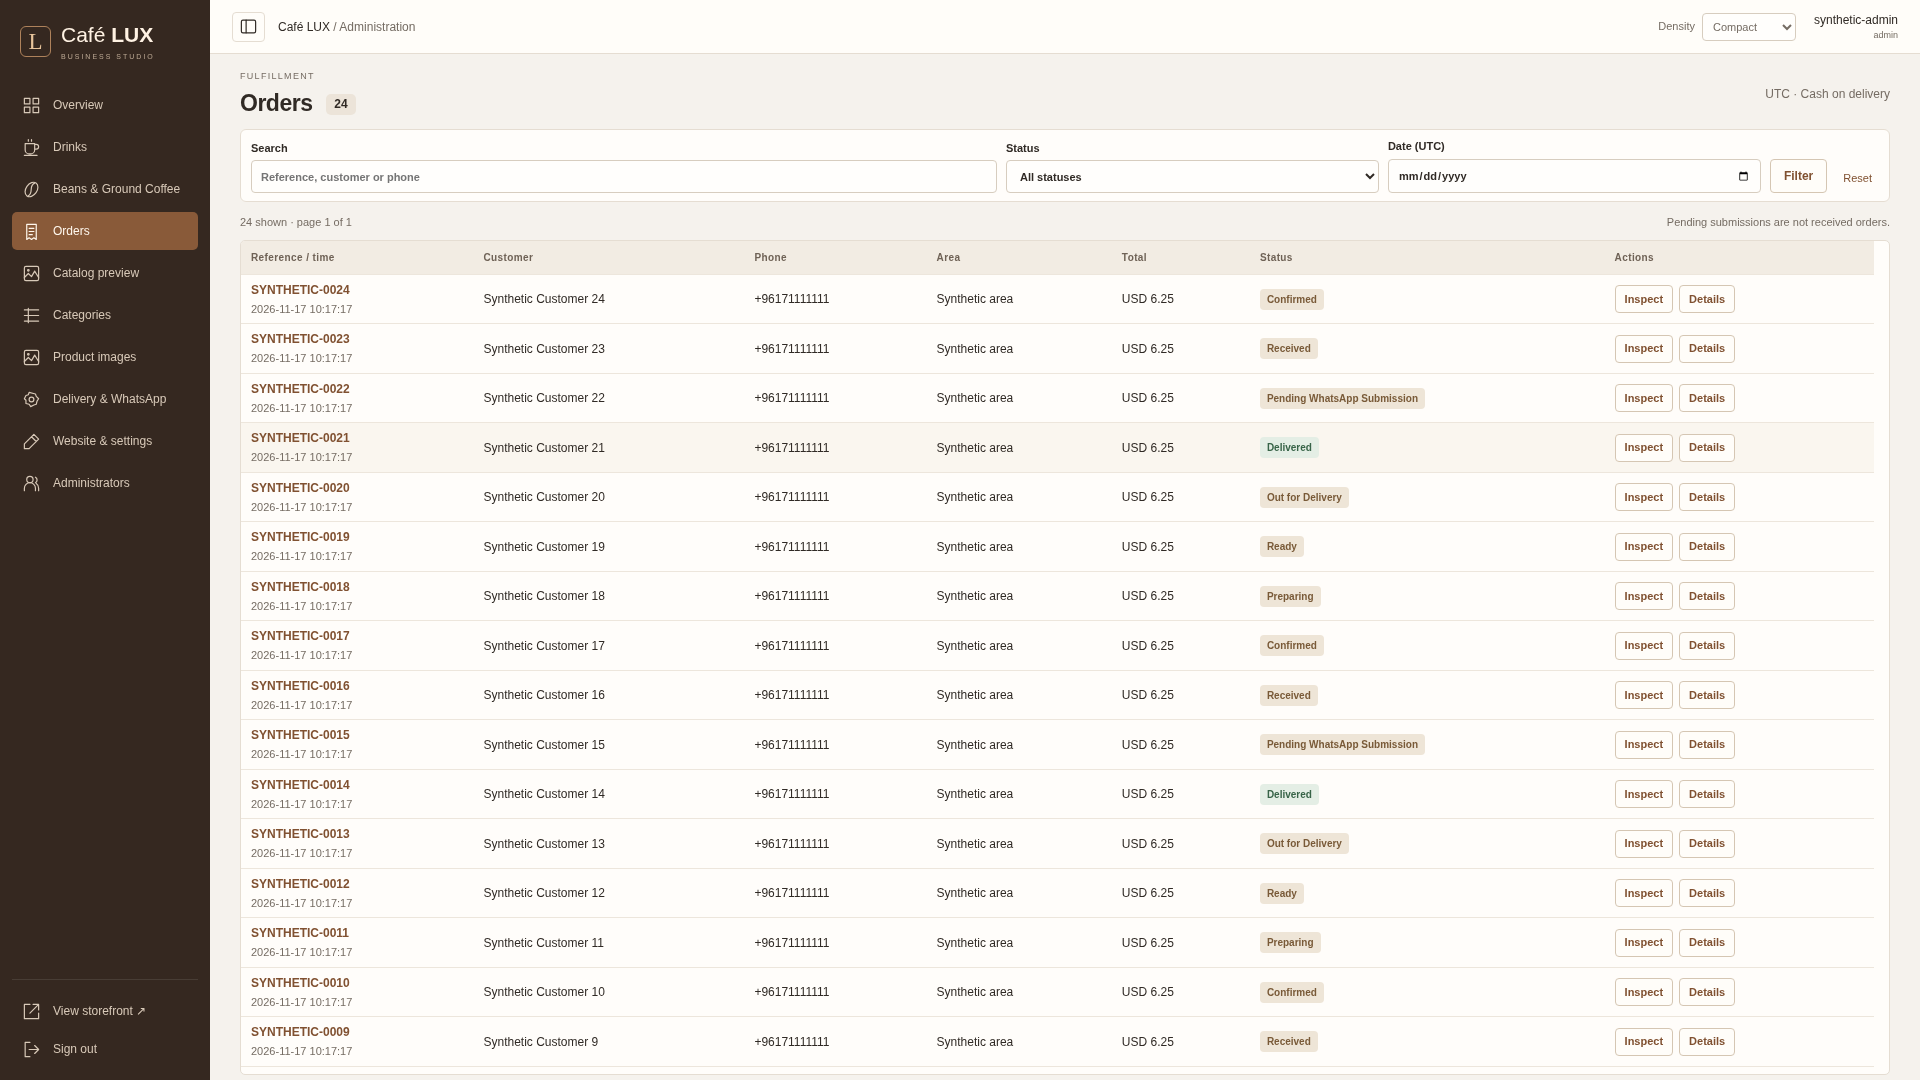 L
Café LUX
BUSINESS STUDIO
Overview
Drinks
Beans & Ground Coffee
Orders
Catalog preview
Categories
Product images
Delivery & WhatsApp
Website & settings
Administrators
View storefront ↗
Sign out
Café LUX / Administration
Density Compact
synthetic-admin
admin
FULFILLMENT
Orders 24
UTC · Cash on delivery
Search
Reference, customer or phone
Status
All statuses
Date (UTC)
mm/dd/yyyy
Filter
Reset
24 shown · page 1 of 1
Pending submissions are not received orders.
Reference / time Customer Phone Area Total Status Actions
SYNTHETIC-0024
2026-11-17 10:17:17
Synthetic Customer 24 +96171111111 Synthetic area USD 6.25 Confirmed Inspect Details
SYNTHETIC-0023
2026-11-17 10:17:17
Synthetic Customer 23 +96171111111 Synthetic area USD 6.25 Received Inspect Details
SYNTHETIC-0022
2026-11-17 10:17:17
Synthetic Customer 22 +96171111111 Synthetic area USD 6.25 Pending WhatsApp Submission Inspect Details
SYNTHETIC-0021
2026-11-17 10:17:17
Synthetic Customer 21 +96171111111 Synthetic area USD 6.25 Delivered Inspect Details
SYNTHETIC-0020
2026-11-17 10:17:17
Synthetic Customer 20 +96171111111 Synthetic area USD 6.25 Out for Delivery Inspect Details
SYNTHETIC-0019
2026-11-17 10:17:17
Synthetic Customer 19 +96171111111 Synthetic area USD 6.25 Ready Inspect Details
SYNTHETIC-0018
2026-11-17 10:17:17
Synthetic Customer 18 +96171111111 Synthetic area USD 6.25 Preparing Inspect Details
SYNTHETIC-0017
2026-11-17 10:17:17
Synthetic Customer 17 +96171111111 Synthetic area USD 6.25 Confirmed Inspect Details
SYNTHETIC-0016
2026-11-17 10:17:17
Synthetic Customer 16 +96171111111 Synthetic area USD 6.25 Received Inspect Details
SYNTHETIC-0015
2026-11-17 10:17:17
Synthetic Customer 15 +96171111111 Synthetic area USD 6.25 Pending WhatsApp Submission Inspect Details
SYNTHETIC-0014
2026-11-17 10:17:17
Synthetic Customer 14 +96171111111 Synthetic area USD 6.25 Delivered Inspect Details
SYNTHETIC-0013
2026-11-17 10:17:17
Synthetic Customer 13 +96171111111 Synthetic area USD 6.25 Out for Delivery Inspect Details
SYNTHETIC-0012
2026-11-17 10:17:17
Synthetic Customer 12 +96171111111 Synthetic area USD 6.25 Ready Inspect Details
SYNTHETIC-0011
2026-11-17 10:17:17
Synthetic Customer 11 +96171111111 Synthetic area USD 6.25 Preparing Inspect Details
SYNTHETIC-0010
2026-11-17 10:17:17
Synthetic Customer 10 +96171111111 Synthetic area USD 6.25 Confirmed Inspect Details
SYNTHETIC-0009
2026-11-17 10:17:17
Synthetic Customer 9 +96171111111 Synthetic area USD 6.25 Received Inspect Details